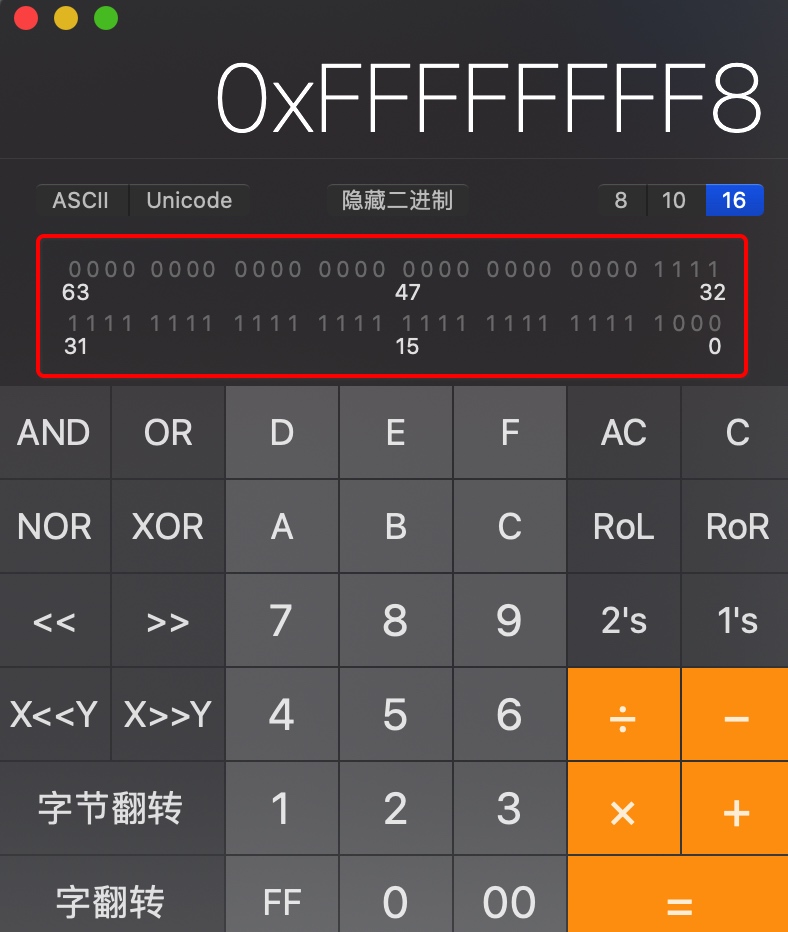 0xFFFFFFFF8
ASCII Unicode 隐藏二进制 8 10 16
0000 0000 0000 0000 0000 0000 0000 1111
63 47 32
1111 1111 1111 1111 1111 1111 1111 1000
31 15 0
AND OR D E F AC C
NOR XOR A B C RoL RoR
<< >> 7 8 9 2's 1's
X<<Y X>>Y 4 5 6 ÷ −
字节翻转 1 2 3 × +
字翻转 FF 0 00 =